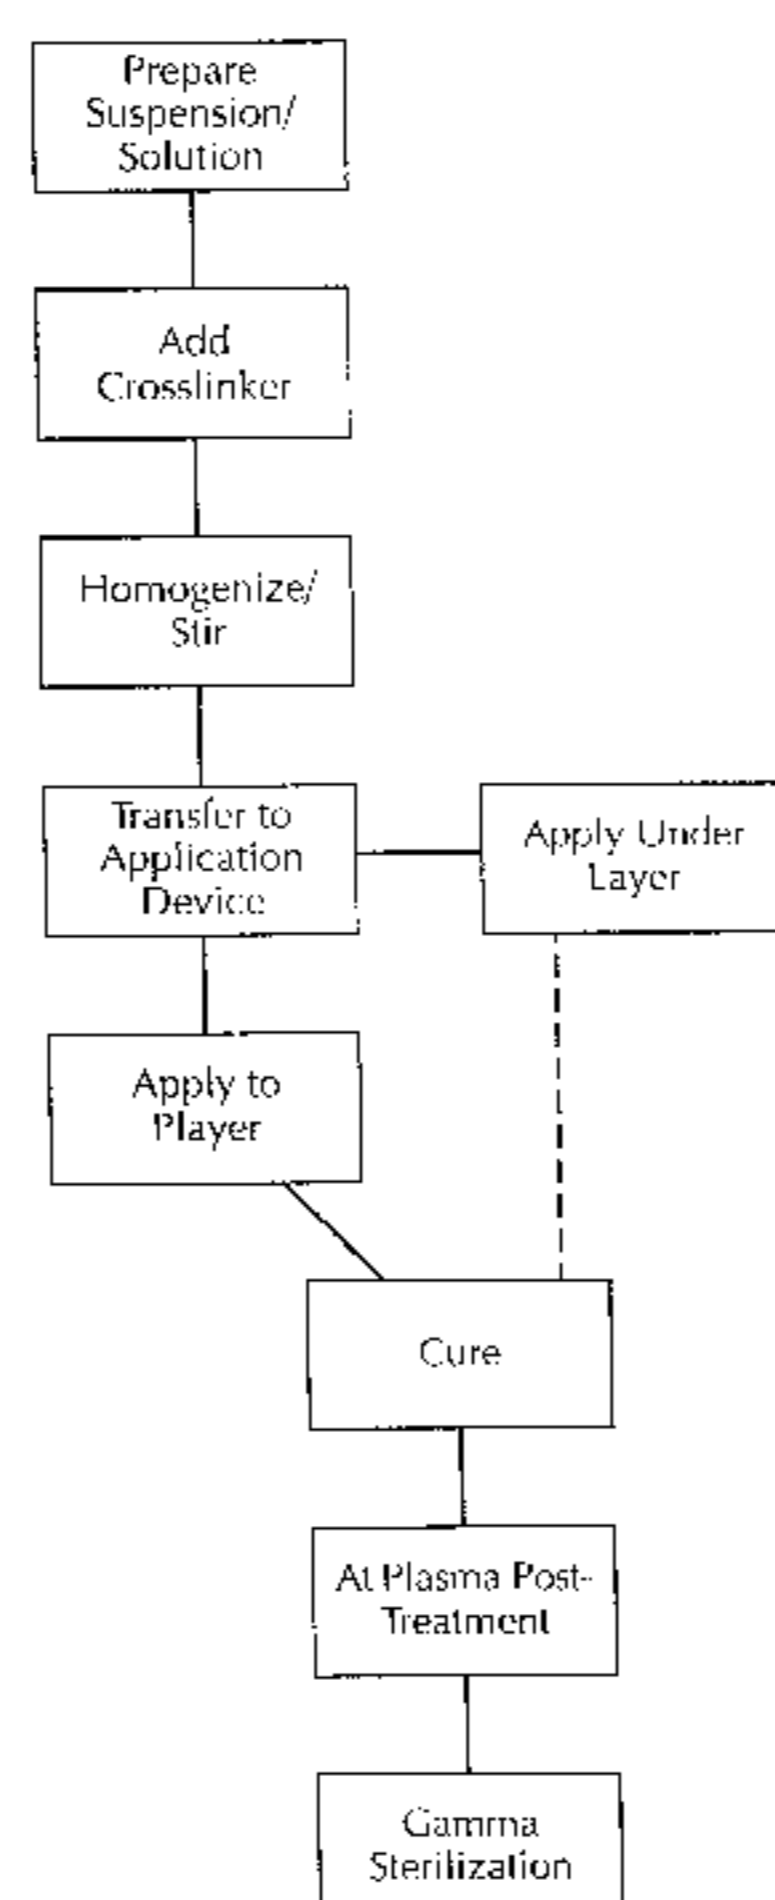 Prepare
Suspension/
Solution
Add
Crosslinker
Homogenize/
Stir
Transfer to
Application
Device
Apply Under
Layer
Apply to
Player
Cure
At Plasma Post-
Treatment
Gamma
Sterilization